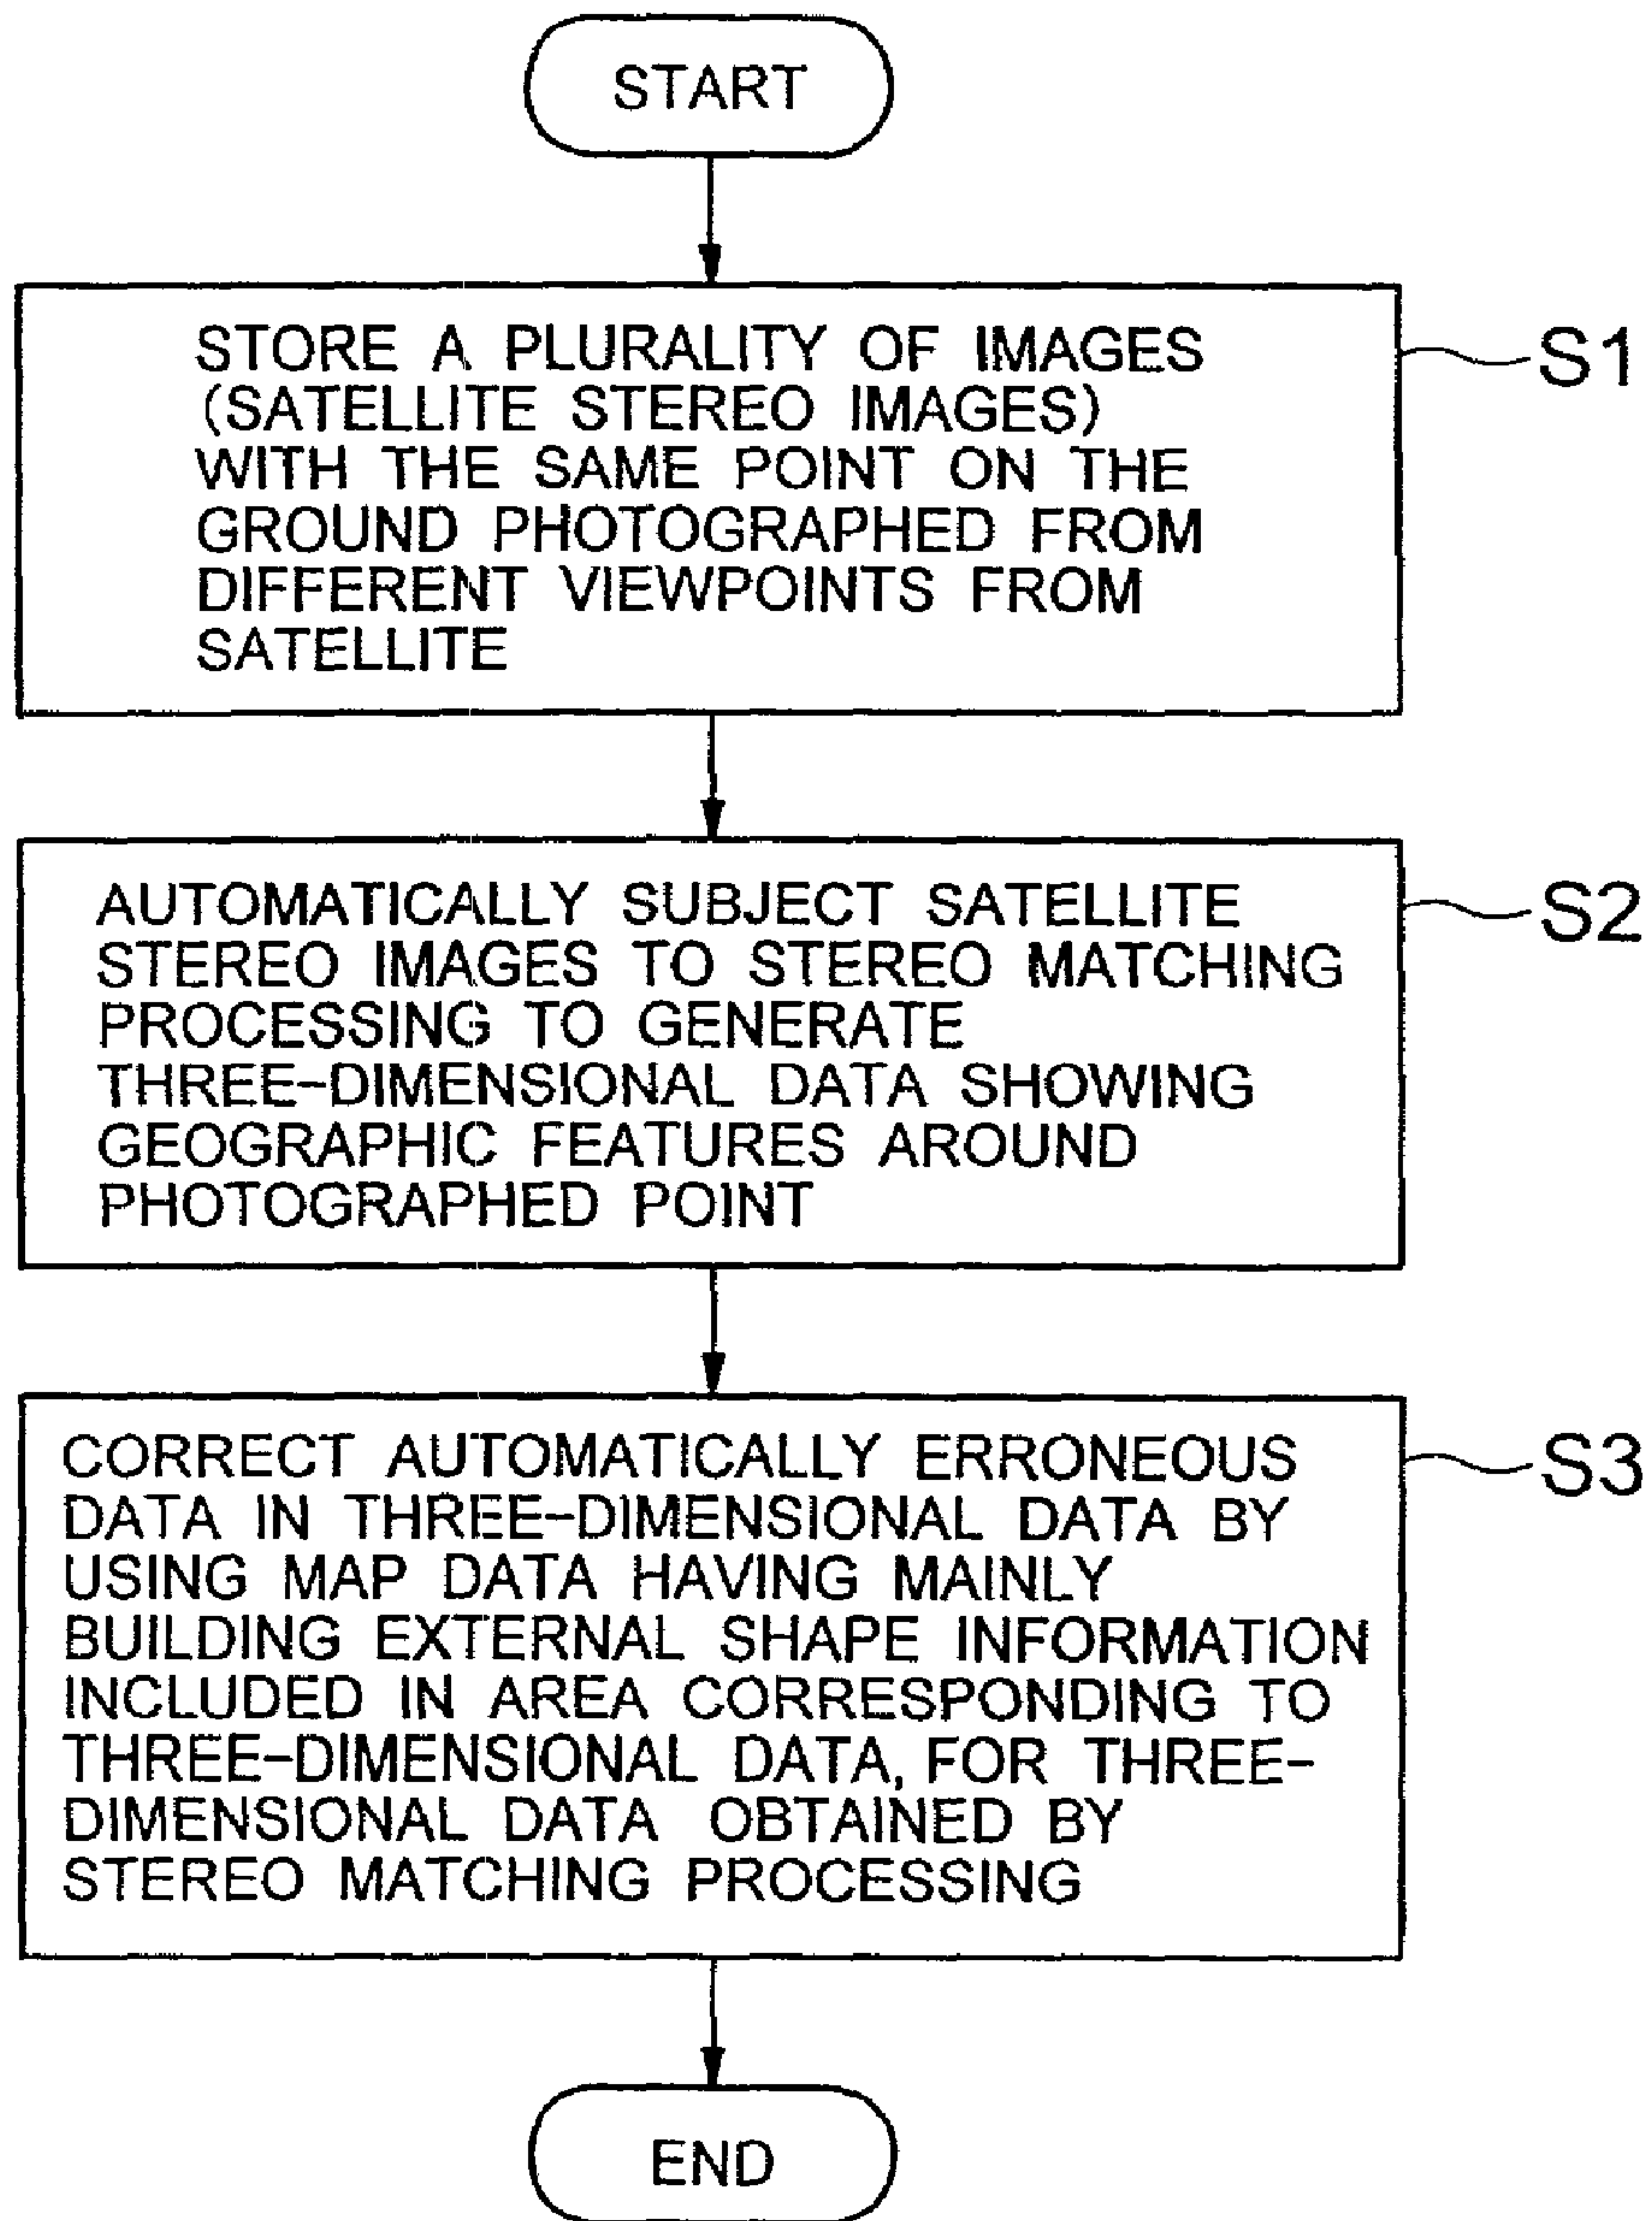 START
STORE A PLURALITY OF IMAGES
(SATELLITE STEREO IMAGES)
WITH THE SAME POINT ON THE
GROUND PHOTOGRAPHED FROM
DIFFERENT VIEWPOINTS FROM
SATELLITE
S1
AUTOMATICALLY SUBJECT SATELLITE
STEREO IMAGES TO STEREO MATCHING
PROCESSING TO GENERATE
THREE-DIMENSIONAL DATA SHOWING
GEOGRAPHIC FEATURES AROUND
PHOTOGRAPHED POINT
S2
CORRECT AUTOMATICALLY ERRONEOUS
DATA IN THREE-DIMENSIONAL DATA BY
USING MAP DATA HAVING MAINLY
BUILDING EXTERNAL SHAPE INFORMATION
INCLUDED IN AREA CORRESPONDING TO
THREE-DIMENSIONAL DATA, FOR THREE-
DIMENSIONAL DATA OBTAINED BY
STEREO MATCHING PROCESSING
S3
END